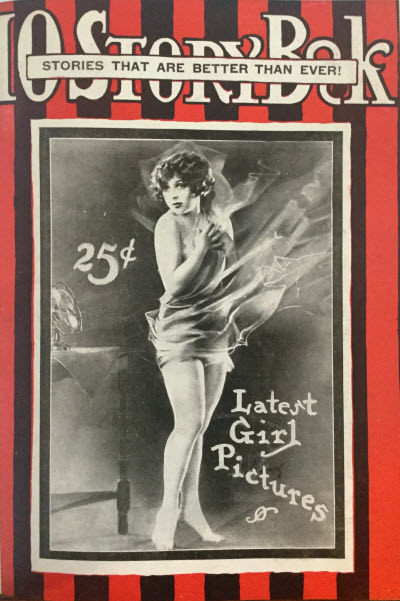 10 STORY BOOK
STORIES THAT ARE BETTER THAN EVER!
25¢
Latest
Girl
Pictures